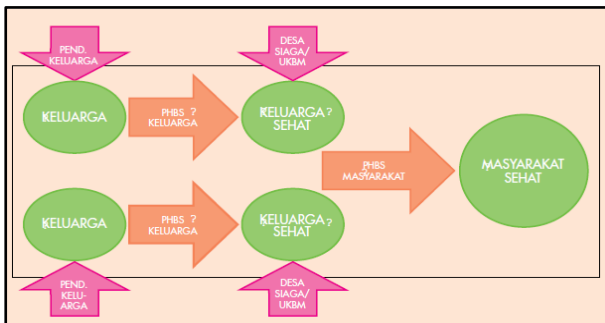 PEND.
KELUARGA
DESA
SIAGA/
UKBM
KELUARGA
PHBS ?
KELUARGA
KELUARGA?
SEHAT
PHBS
MASYARAKAT
MASYARAKAT
SEHAT
KELUARGA
PHBS ?
KELUARGA
KELUARGA?
SEHAT
PEND.
KELU-
ARGA
DESA
SIAGA/
UKBM